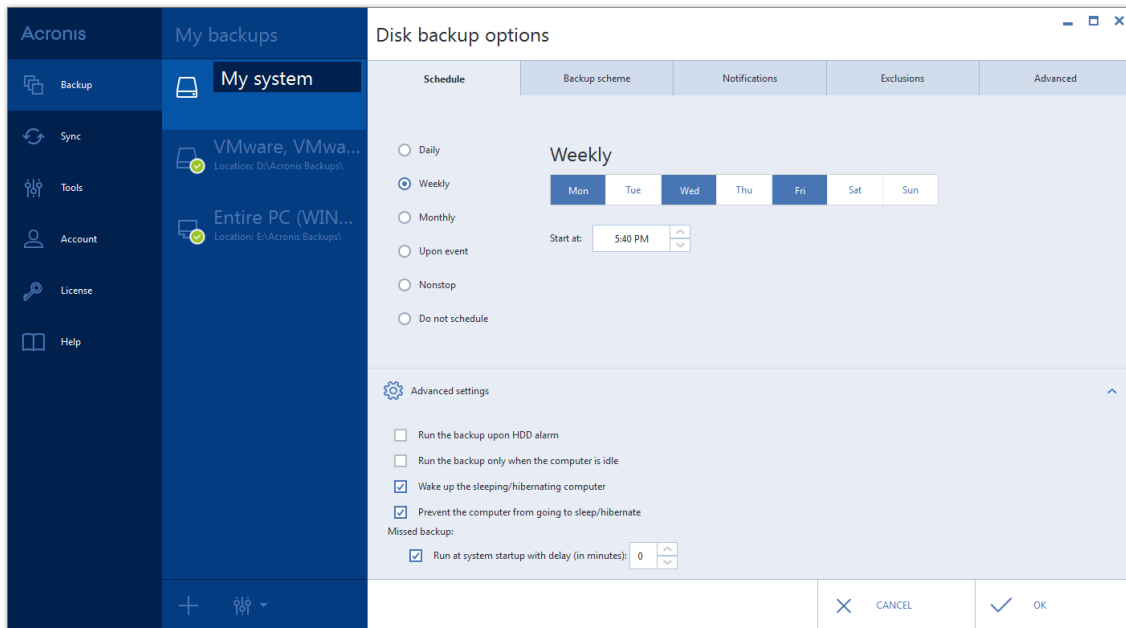 Acronis
My backups
Disk backup options
Backup
Sync
Tools
Account
License
Help
My system
VMware, VMwa...
Location: D:\Acronis Backups\
Entire PC (WIN...
Location: E:\Acronis Backups\
Schedule
Backup scheme
Notifications
Exclusions
Advanced
Daily
Weekly
Monthly
Upon event
Nonstop
Do not schedule
Weekly
Mon Tue Wed Thu Fri Sat Sun
Start at: 5:40 PM
Advanced settings
Run the backup upon HDD alarm
Run the backup only when the computer is idle
Wake up the sleeping/hibernating computer
Prevent the computer from going to sleep/hibernate
Missed backup:
Run at system startup with delay (in minutes): 0
CANCEL
OK